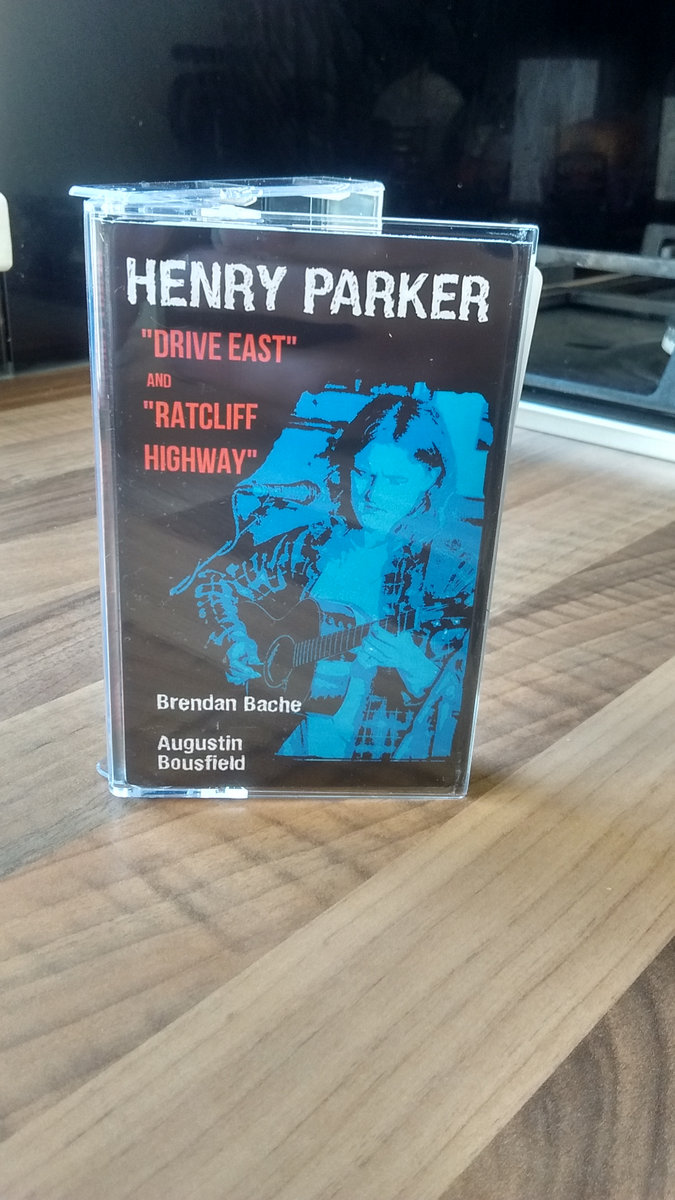 HENRY PARKER
"DRIVE EAST"
AND
"RATCLIFF
HIGHWAY"
Brendan Bache
Augustin
Bousfield